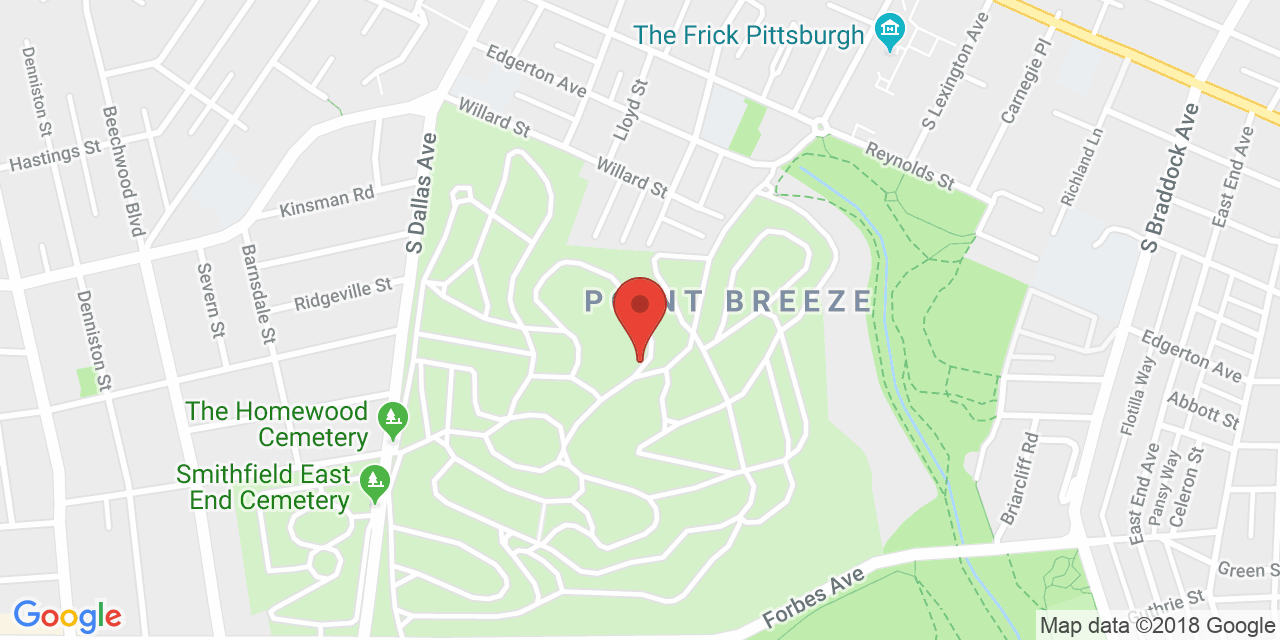 The Frick Pittsburgh
Edgerton Ave
Lloyd St
S Lexington Ave
Carnegie Pl
Denniston St
Beechwood Blvd
Hastings St
Willard St
Willard St
S Dallas Ave
Reynolds St
Richland Ln
S Braddock Ave
East End Ave
Kinsman Rd
Barnsdale St
Severn St
Ridgeville St
Denniston St
P
NT BREEZE
Edgerton Ave
Flotilla Way
Abbott St
The Homewood
Cemetery
Smithfield East
End Cemetery
Briarcliff Rd
East End Ave
Pansy Way
Celeron St
Forbes Ave
Green S
Guthrie St
Google
Map data ©2018 Google